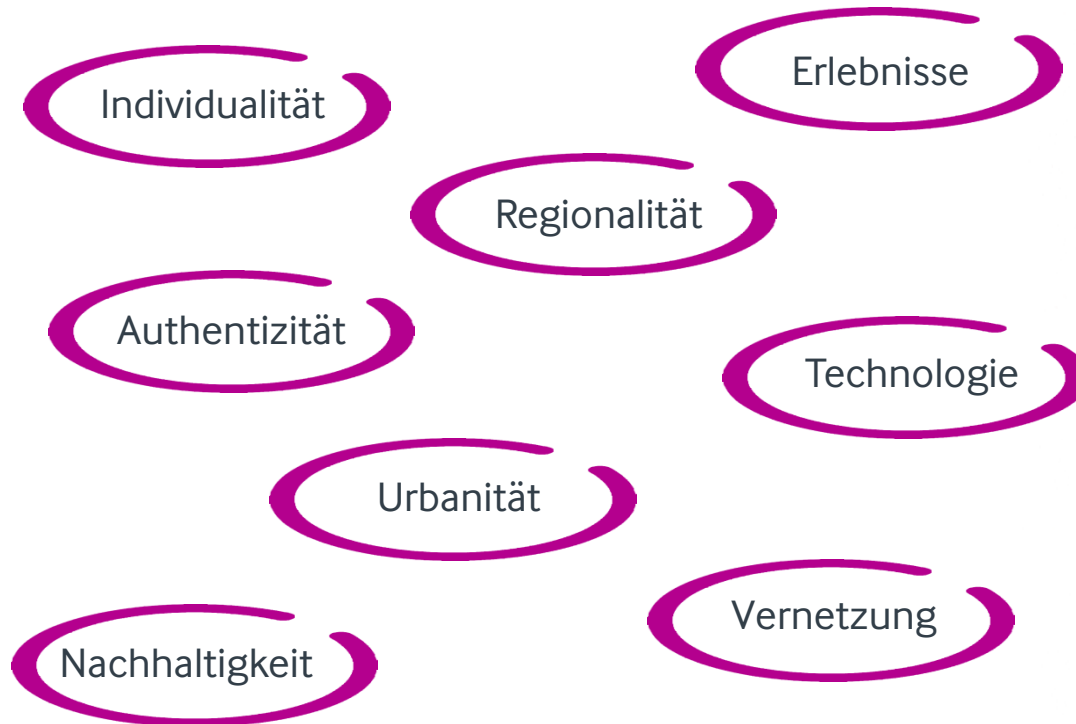 Individualität
Erlebnisse
Regionalität
Authentizität
Technologie
Urbanität
Vernetzung
Nachhaltigkeit